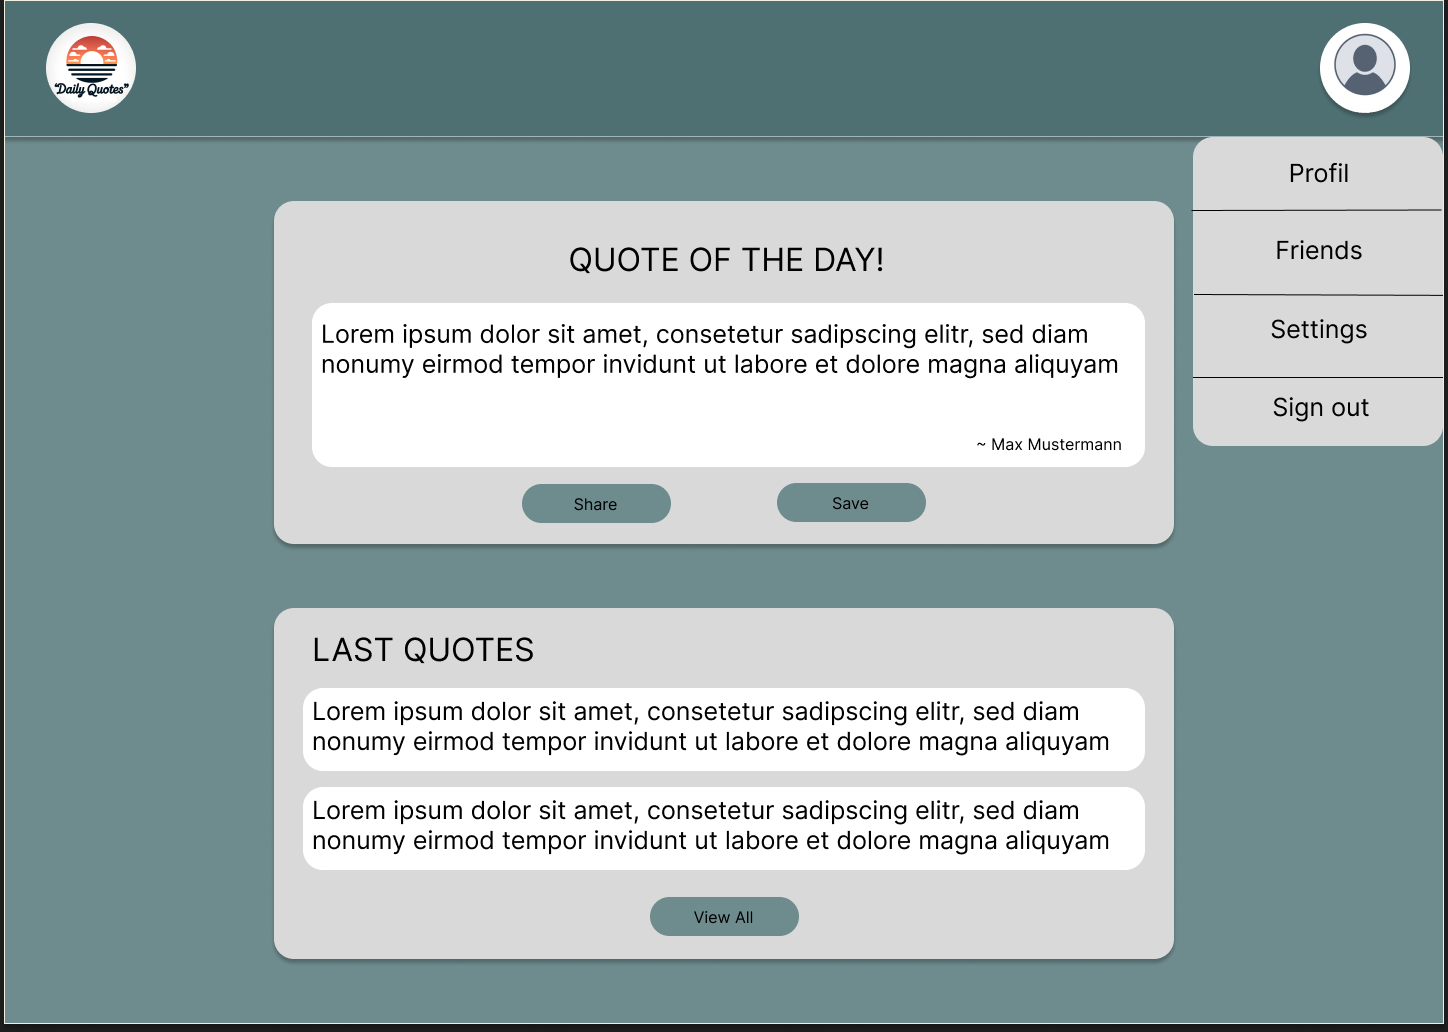 "Daily Quotes"
Profil
Friends
Settings
Sign out
QUOTE OF THE DAY!
Lorem ipsum dolor sit amet, consetetur sadipscing elitr, sed diam
nonumy eirmod tempor invidunt ut labore et dolore magna aliquyam
~ Max Mustermann
Share
Save
LAST QUOTES
Lorem ipsum dolor sit amet, consetetur sadipscing elitr, sed diam
nonumy eirmod tempor invidunt ut labore et dolore magna aliquyam
Lorem ipsum dolor sit amet, consetetur sadipscing elitr, sed diam
nonumy eirmod tempor invidunt ut labore et dolore magna aliquyam
View All